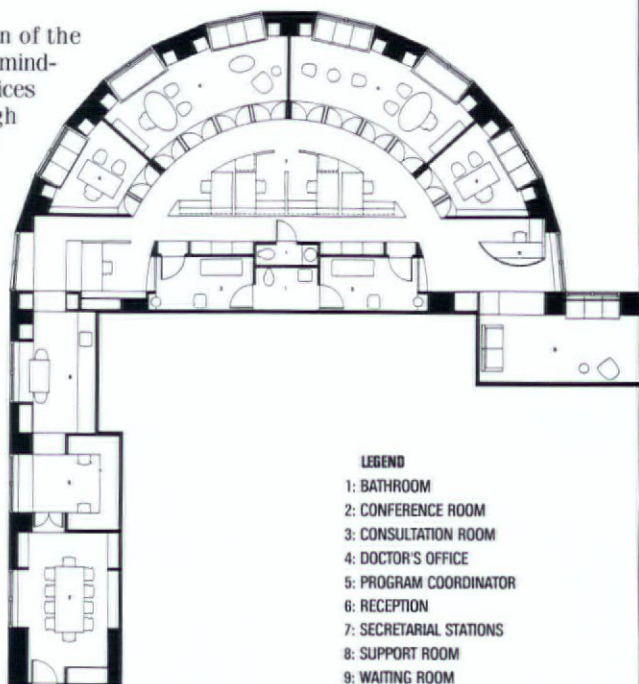 n of the
mind-
ices
gh
LEGEND
1: BATHROOM
2: CONFERENCE ROOM
3: CONSULTATION ROOM
4: DOCTOR'S OFFICE
5: PROGRAM COORDINATOR
6: RECEPTION
7: SECRETARIAL STATIONS
8: SUPPORT ROOM
9: WAITING ROOM